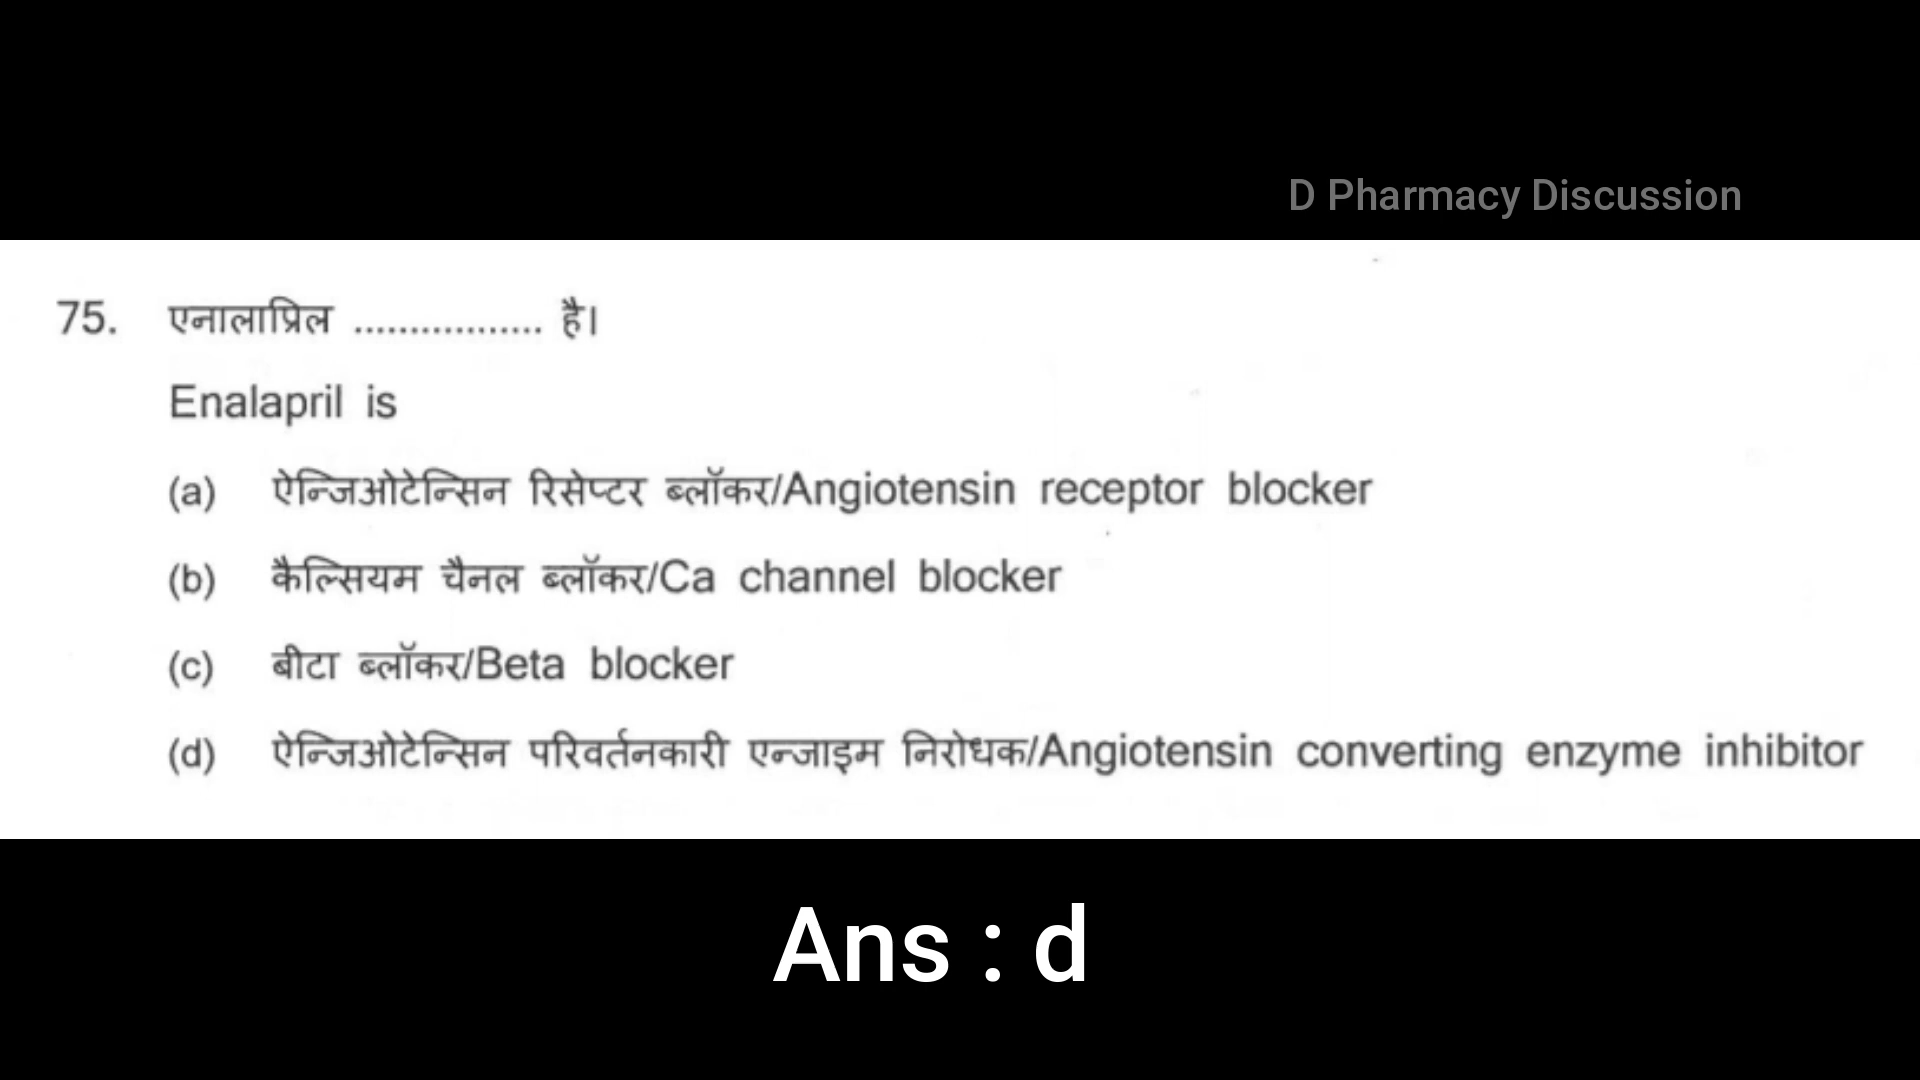 D Pharmacy Discussion
75. एनालाप्रिल ................. है।
Enalapril is
(a) ऐन्जिओटेन्सिन रिसेप्टर ब्लॉकर/Angiotensin receptor blocker
(b) कैल्सियम चैनल ब्लॉकर/Ca channel blocker
(c) बीटा ब्लॉकर/Beta blocker
(d) ऐन्जिओटेन्सिन परिवर्तनकारी एन्जाइम निरोधक/Angiotensin converting enzyme inhibitor
Ans : d